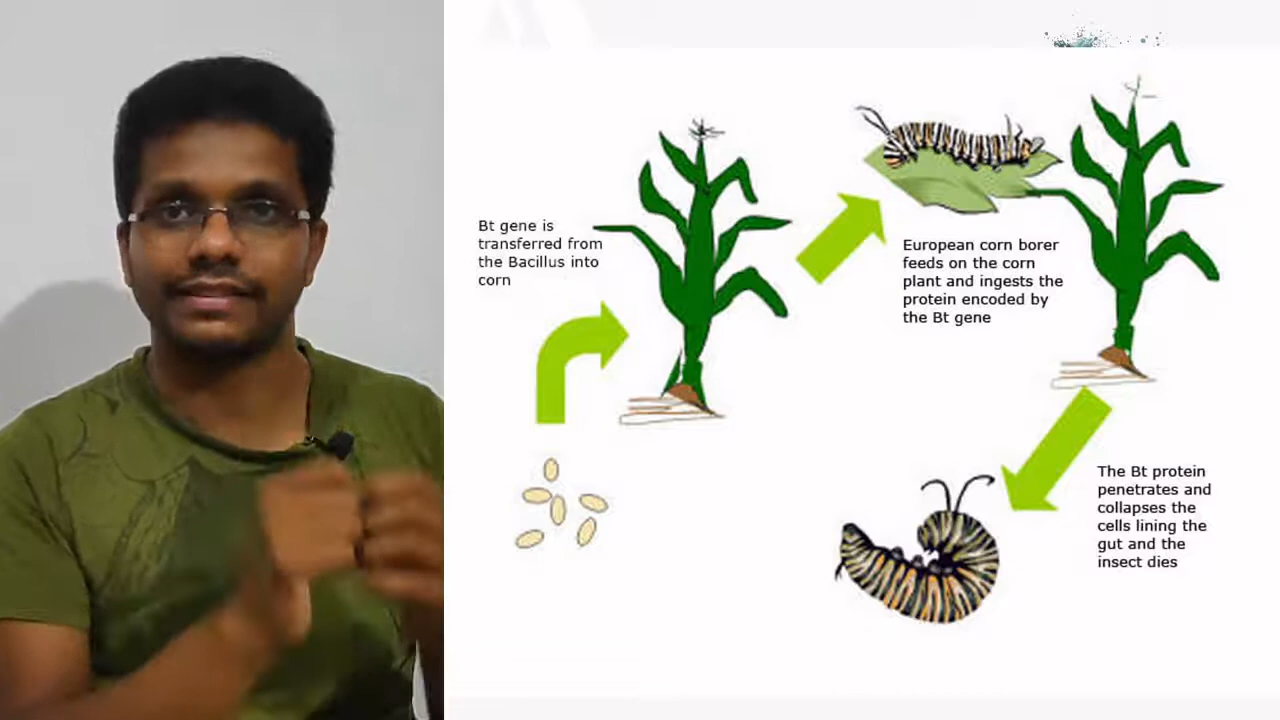 Bt gene is
transferred from
the Bacillus into
corn
European corn borer
feeds on the corn
plant and ingests the
protein encoded by
the Bt gene
The Bt protein
penetrates and
collapses the
cells lining the
gut and the
insect dies